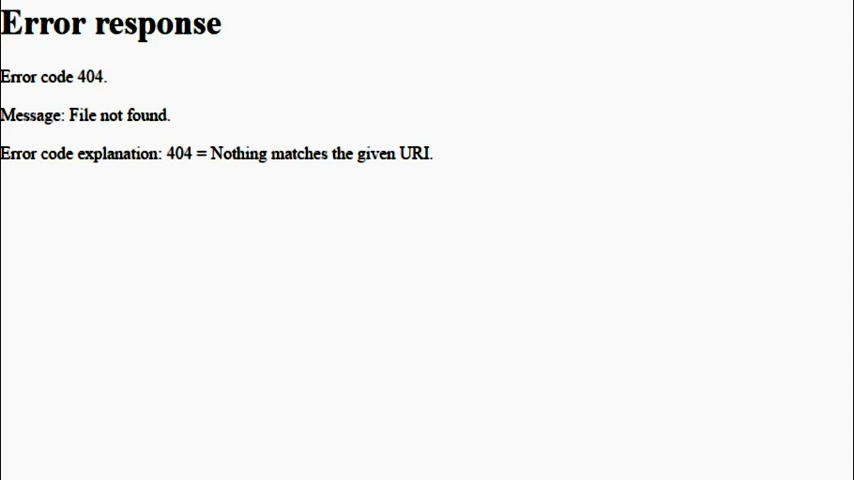 Error response
Error code 404.
Message: File not found.
Error code explanation: 404 = Nothing matches the given URI.